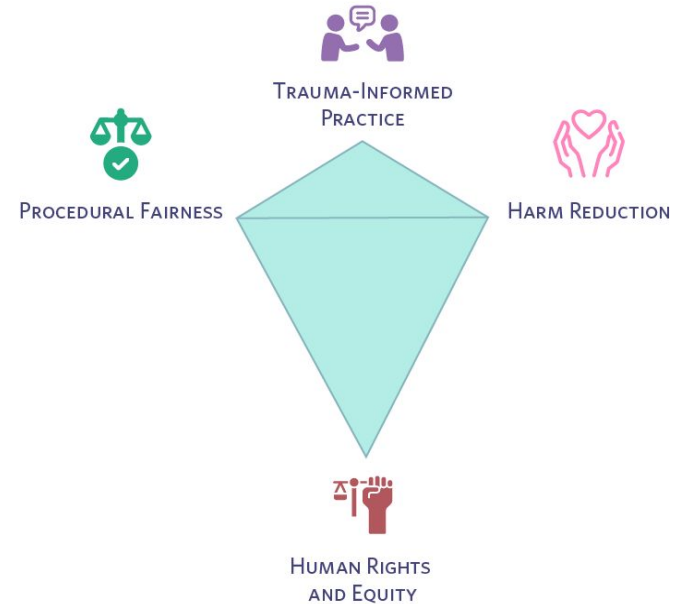 Trauma-Informed
Practice
Procedural Fairness
Harm Reduction
Human Rights
and Equity